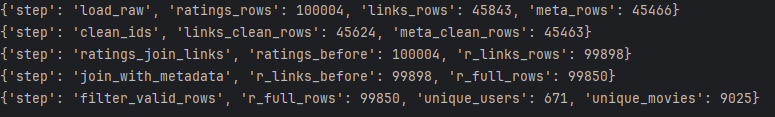 {'step': 'load_raw', 'ratings_rows': 100004, 'links_rows': 45843, 'meta_rows': 45466}
{'step': 'clean_ids', 'links_clean_rows': 45624, 'meta_clean_rows': 45463}
{'step': 'ratings_join_links', 'ratings_before': 100004, 'r_links_rows': 99898}
{'step': 'join_with_metadata', 'r_links_before': 99898, 'r_full_rows': 99850}
{'step': 'filter_valid_rows', 'r_full_rows': 99850, 'unique_users': 671, 'unique_movies': 9025}